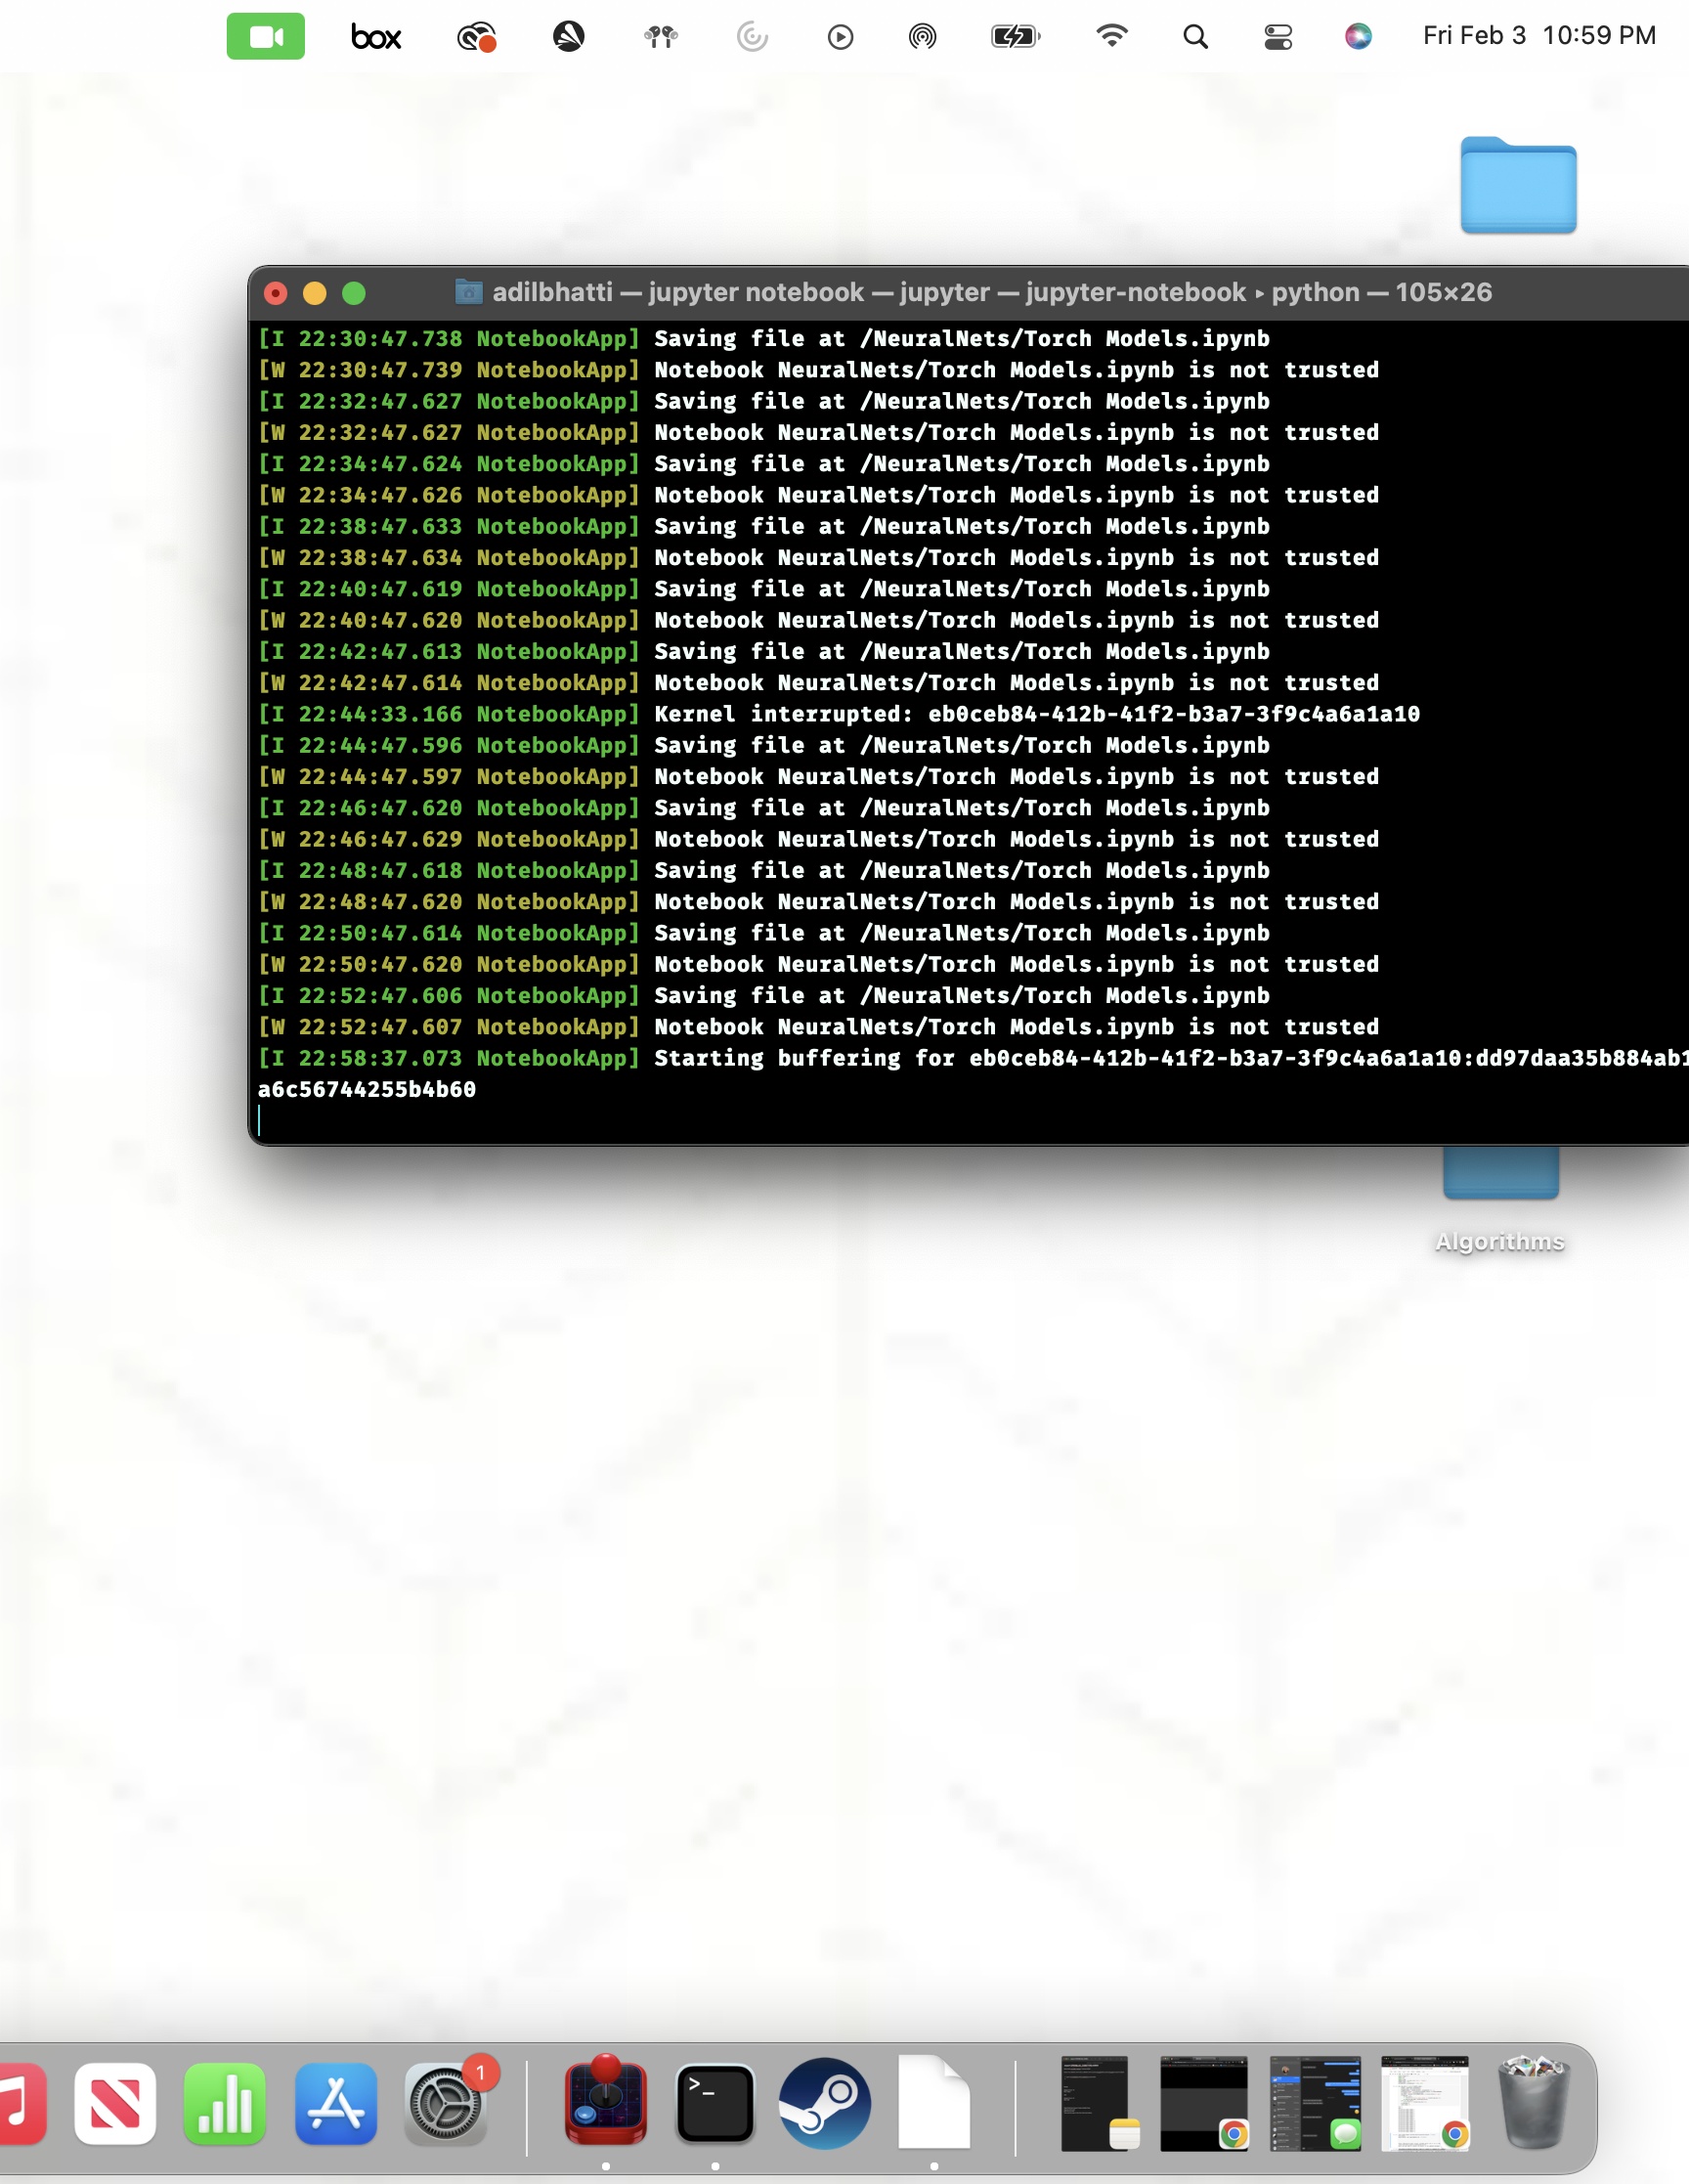 box
Fri Feb 3 10:59 PM
adilbhatti — jupyter notebook — jupyter — jupyter-notebook ▸ python — 105×26
[I 22:30:47.738 NotebookApp] Saving file at /NeuralNets/Torch Models.ipynb
[W 22:30:47.739 NotebookApp] Notebook NeuralNets/Torch Models.ipynb is not trusted
[I 22:32:47.627 NotebookApp] Saving file at /NeuralNets/Torch Models.ipynb
[W 22:32:47.627 NotebookApp] Notebook NeuralNets/Torch Models.ipynb is not trusted
[I 22:34:47.624 NotebookApp] Saving file at /NeuralNets/Torch Models.ipynb
[W 22:34:47.626 NotebookApp] Notebook NeuralNets/Torch Models.ipynb is not trusted
[I 22:38:47.633 NotebookApp] Saving file at /NeuralNets/Torch Models.ipynb
[W 22:38:47.634 NotebookApp] Notebook NeuralNets/Torch Models.ipynb is not trusted
[I 22:40:47.619 NotebookApp] Saving file at /NeuralNets/Torch Models.ipynb
[W 22:40:47.620 NotebookApp] Notebook NeuralNets/Torch Models.ipynb is not trusted
[I 22:42:47.613 NotebookApp] Saving file at /NeuralNets/Torch Models.ipynb
[W 22:42:47.614 NotebookApp] Notebook NeuralNets/Torch Models.ipynb is not trusted
[I 22:44:33.166 NotebookApp] Kernel interrupted: eb0ceb84-412b-41f2-b3a7-3f9c4a6a1a10
[I 22:44:47.596 NotebookApp] Saving file at /NeuralNets/Torch Models.ipynb
[W 22:44:47.597 NotebookApp] Notebook NeuralNets/Torch Models.ipynb is not trusted
[I 22:46:47.620 NotebookApp] Saving file at /NeuralNets/Torch Models.ipynb
[W 22:46:47.629 NotebookApp] Notebook NeuralNets/Torch Models.ipynb is not trusted
[I 22:48:47.618 NotebookApp] Saving file at /NeuralNets/Torch Models.ipynb
[W 22:48:47.620 NotebookApp] Notebook NeuralNets/Torch Models.ipynb is not trusted
[I 22:50:47.614 NotebookApp] Saving file at /NeuralNets/Torch Models.ipynb
[W 22:50:47.620 NotebookApp] Notebook NeuralNets/Torch Models.ipynb is not trusted
[I 22:52:47.606 NotebookApp] Saving file at /NeuralNets/Torch Models.ipynb
[W 22:52:47.607 NotebookApp] Notebook NeuralNets/Torch Models.ipynb is not trusted
[I 22:58:37.073 NotebookApp] Starting buffering for eb0ceb84-412b-41f2-b3a7-3f9c4a6a1a10:dd97daa35b884ab1
a6c56744255b4b60
Algorithms
1
>_